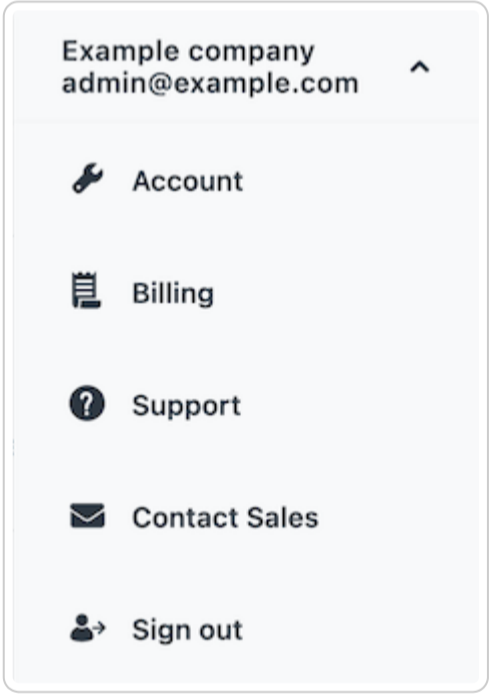 Example company
admin@example.com
Account
Billing
Support
Contact Sales
Sign out